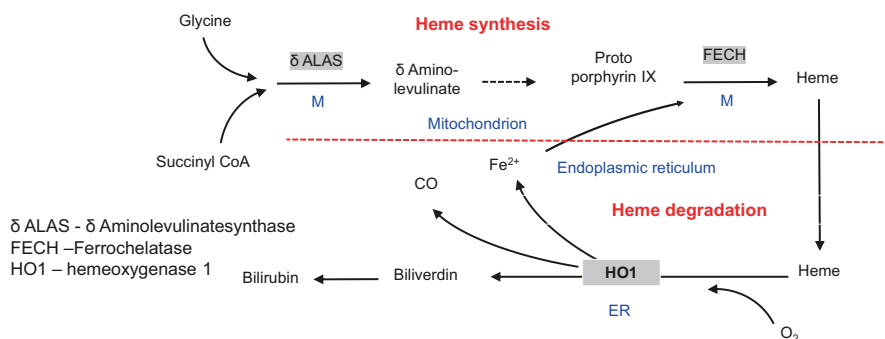 Glycine
Heme synthesis
δ ALAS
δ Amino-
levulinate
Proto
porphyrin IX
FECH
Heme
M
M
Mitochondrion
Succinyl CoA
Fe2+
Endoplasmic reticulum
CO
Heme degradation
δ ALAS - δ Aminolevulinatesynthase
FECH –Ferrochelatase
HO1 – hemeoxygenase 1
Bilirubin
Biliverdin
HO1
Heme
ER
O2